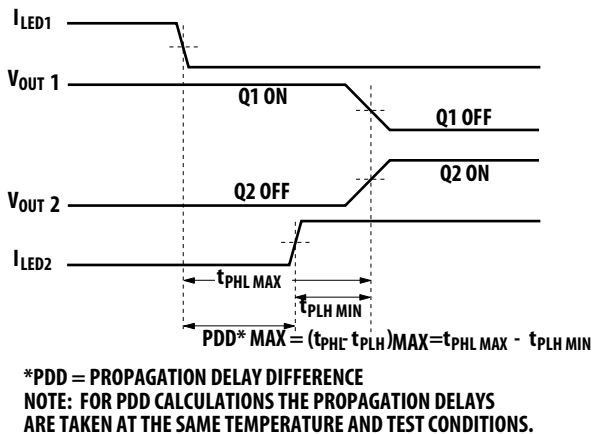 ILED1
VOUT 1
Q1 ON
Q1 OFF
Q2 ON
Q2 OFF
VOUT 2
ILED2
tPHL MAX
tPLH MIN
PDD* MAX = (tPHL- tPLH)MAX=tPHL MAX - tPLH MIN
*PDD = PROPAGATION DELAY DIFFERENCE
NOTE: FOR PDD CALCULATIONS THE PROPAGATION DELAYS
ARE TAKEN AT THE SAME TEMPERATURE AND TEST CONDITIONS.